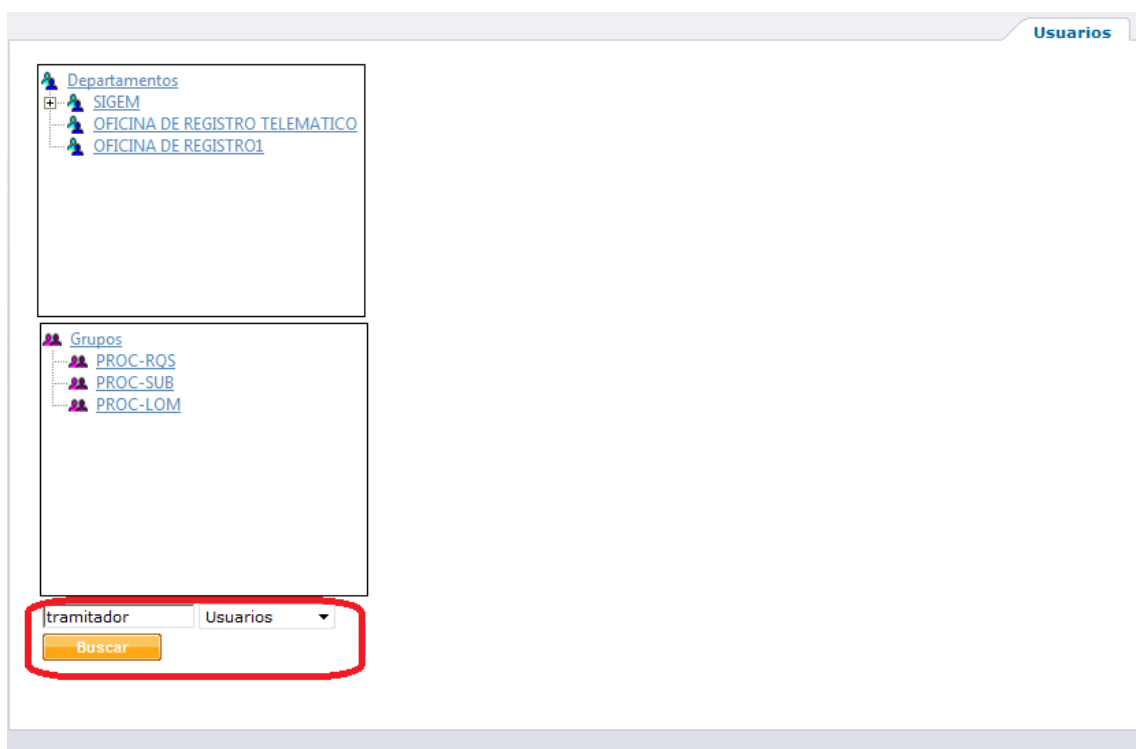 Usuarios
Departamentos
SIGEM
OFICINA DE REGISTRO TELEMATICO
OFICINA DE REGISTRO1
Grupos
PROC-RQS
PROC-SUB
PROC-LOM
tramitador Usuarios
Buscar